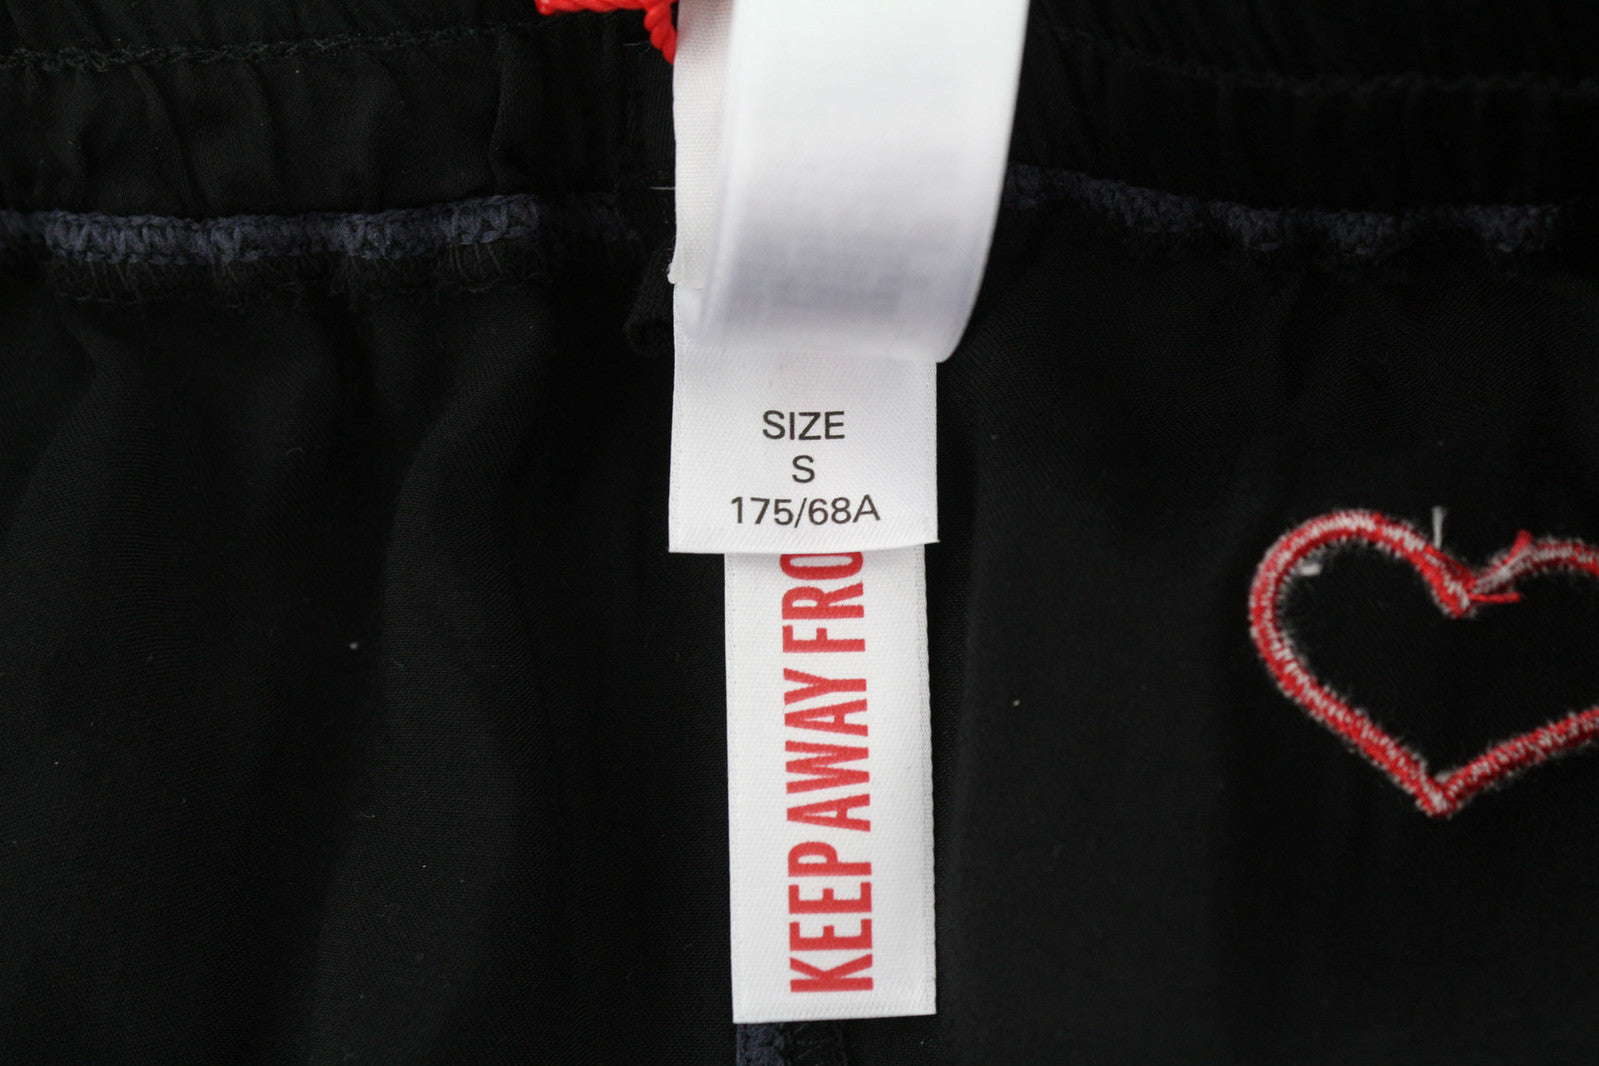 SIZE
S
175/68A
KEEP AWAY FRO